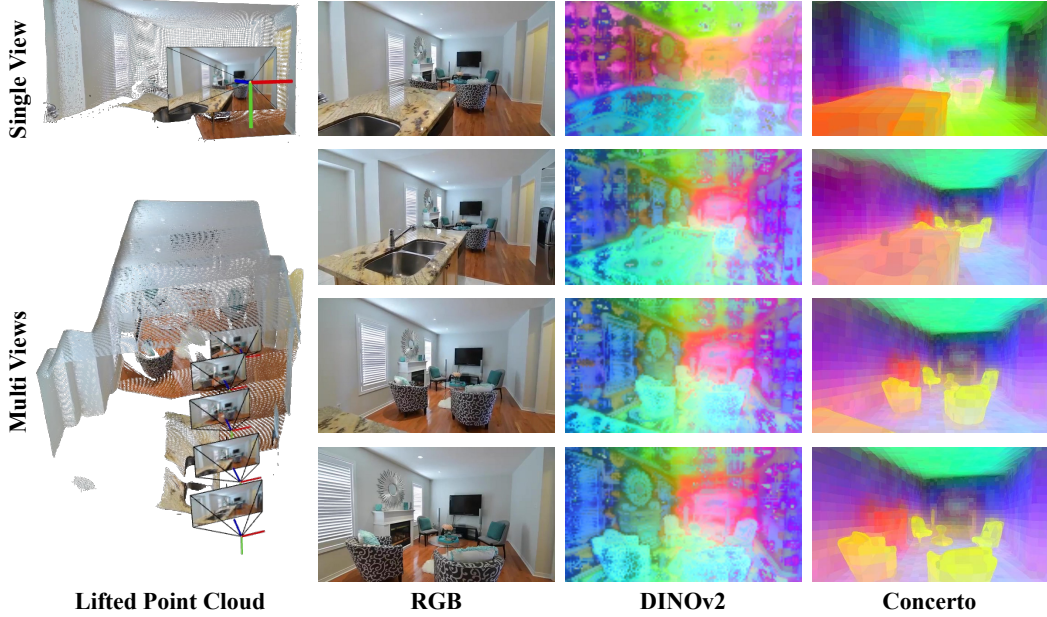 Single View
Multi Views
Lifted Point Cloud
RGB
DINOv2
Concerto